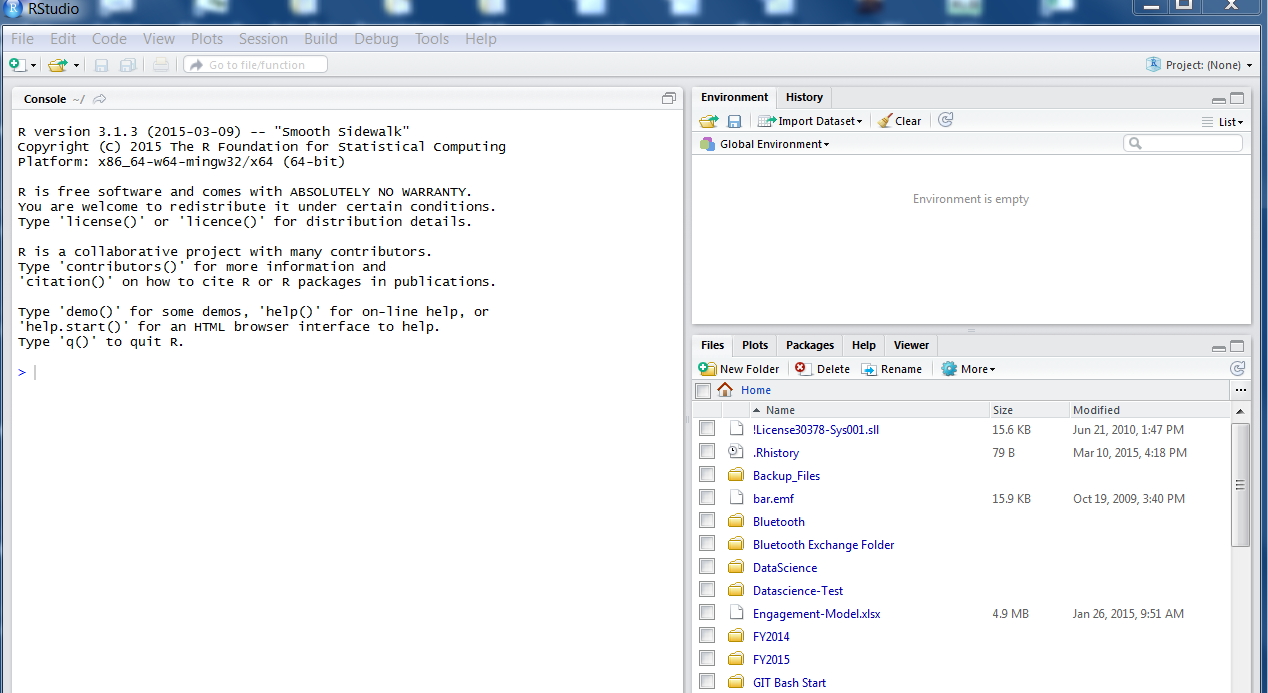 RStudio
File Edit Code View Plots Session Build Debug Tools Help
Go to file/function
Project: (None)
Console ~/
R version 3.1.3 (2015-03-09) -- "Smooth Sidewalk"
Copyright (C) 2015 The R Foundation for Statistical Computing
Platform: x86_64-w64-mingw32/x64 (64-bit)
R is free software and comes with ABSOLUTELY NO WARRANTY.
You are welcome to redistribute it under certain conditions.
Type 'license()' or 'licence()' for distribution details.
R is a collaborative project with many contributors.
Type 'contributors()' for more information and
'citation()' on how to cite R or R packages in publications.
Type 'demo()' for some demos, 'help()' for on-line help, or
'help.start()' for an HTML browser interface to help.
Type 'q()' to quit R.
>
Environment History
Import Dataset Clear List
Global Environment
Environment is empty
Files Plots Packages Help Viewer
New Folder Delete Rename More
Home ...
Name Size Modified
!License30378-Sys001.sll 15.6 KB Jun 21, 2010, 1:47 PM
.Rhistory 79 B Mar 10, 2015, 4:18 PM
Backup_Files
bar.emf 15.9 KB Oct 19, 2009, 3:40 PM
Bluetooth
Bluetooth Exchange Folder
DataScience
Datascience-Test
Engagement-Model.xlsx 4.9 MB Jan 26, 2015, 9:51 AM
FY2014
FY2015
GIT Bash Start